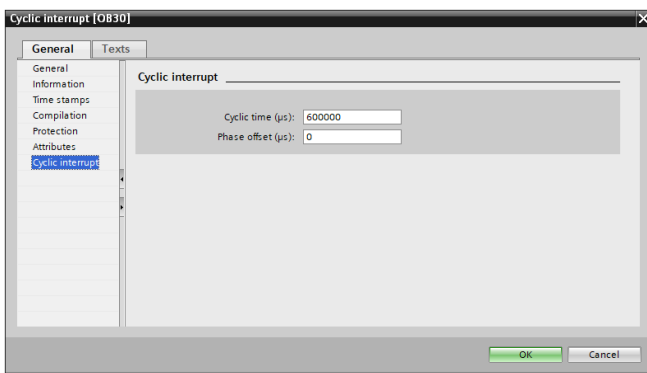 Cyclic interrupt [OB30]
General
Texts
General
Information
Time stamps
Compilation
Protection
Attributes
Cyclic interrupt
Cyclic interrupt
Cyclic time (µs): 600000
Phase offset (µs): 0
OK
Cancel